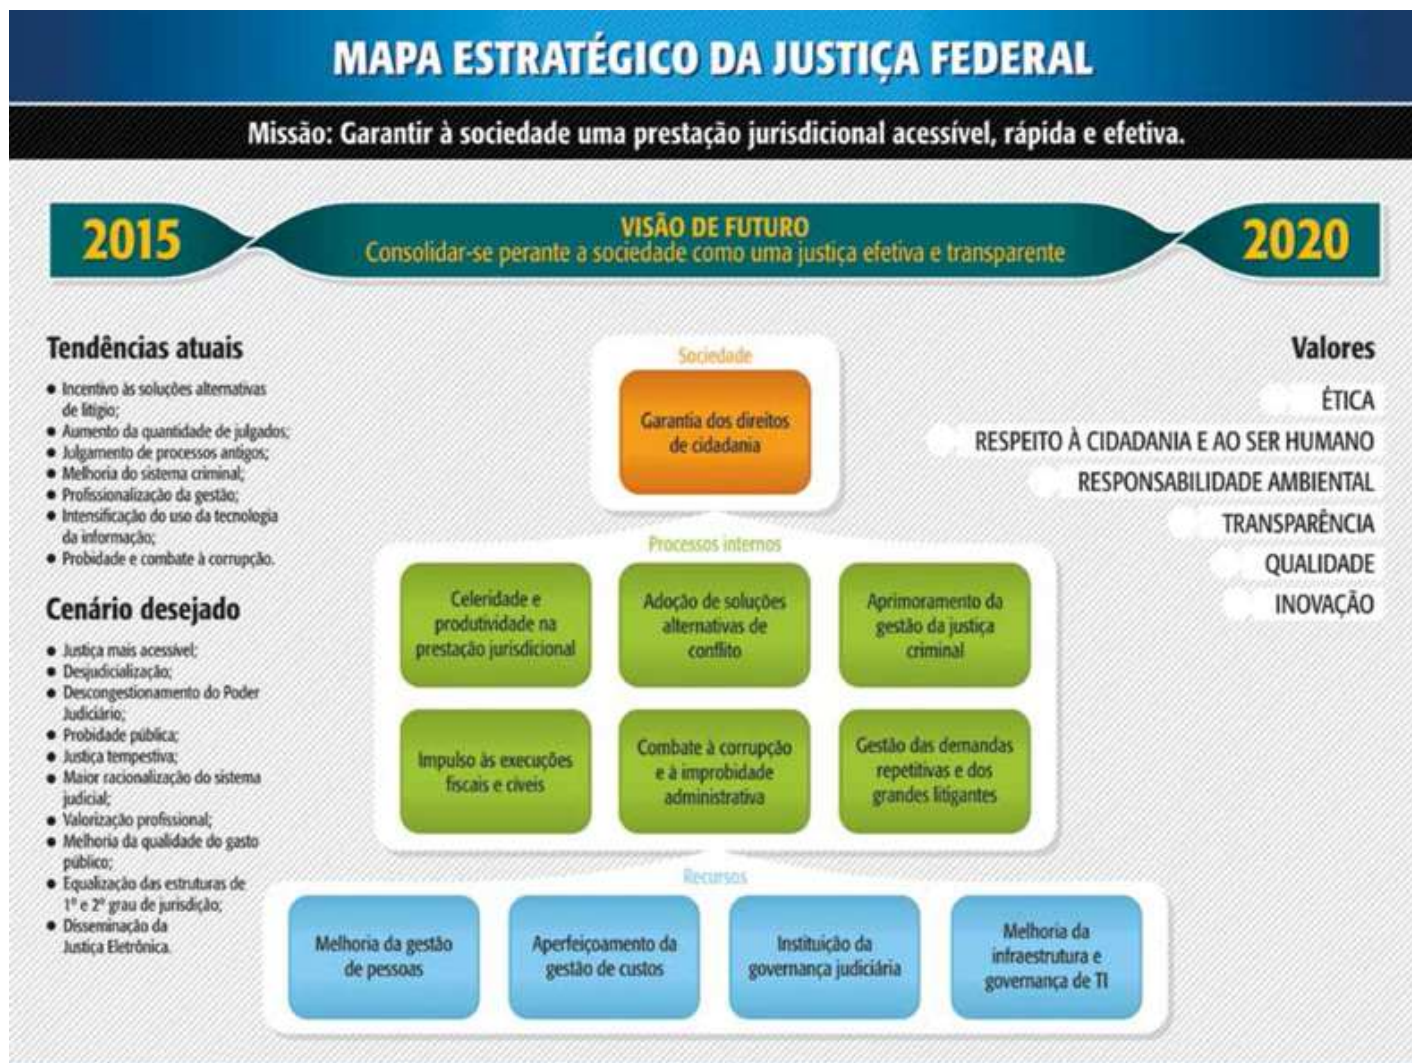 MAPA ESTRATÉGICO DA JUSTIÇA FEDERAL
Missão: Garantir à sociedade uma prestação jurisdicional acessível, rápida e efetiva.
2015
VISÃO DE FUTURO
Consolidar-se perante a sociedade como uma justiça efetiva e transparente
2020
Tendências atuais
● Incentivo às soluções alternativas
de litígio;
● Aumento da quantidade de julgados;
● Julgamento de processos antigos;
● Melhoria do sistema criminal;
● Profissionalização da gestão;
● Intensificação do uso da tecnologia
da informação;
● Probidade e combate à corrupção.
Cenário desejado
● Justiça mais acessível;
● Desjudicialização;
● Descongestionamento do Poder
Judiciário;
● Probidade pública;
● Justiça tempestiva;
● Maior racionalização do sistema
judicial;
● Valorização profissional;
● Melhoria da qualidade do gasto
público;
● Equalização das estruturas de
1º e 2º grau de jurisdição;
● Disseminação da
Justiça Eletrônica.
Sociedade
Garantia dos direitos
de cidadania
Processos internos
Celeridade e
produtividade na
prestação jurisdicional
Adoção de soluções
alternativas de
conflito
Aprimoramento da
gestão da justiça
criminal
Impulso às execuções
fiscais e cíveis
Combate à corrupção
e à improbidade
administrativa
Gestão das demandas
repetitivas e dos
grandes litigantes
Recursos
Melhoria da gestão
de pessoas
Aperfeiçoamento da
gestão de custos
Instituição da
governança judiciária
Melhoria da
infraestrutura e
governança de TI
Valores
ÉTICA
RESPEITO À CIDADANIA E AO SER HUMANO
RESPONSABILIDADE AMBIENTAL
TRANSPARÊNCIA
QUALIDADE
INOVAÇÃO